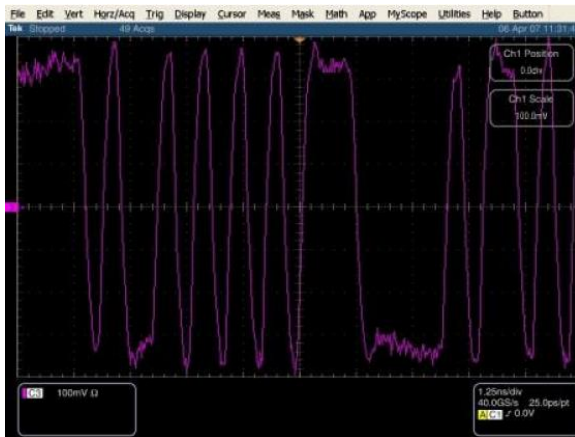 File Edit Vert Horz/Acq Trig Display Cursor Meas Mask Math App MyScope Utilities Help Button
Tek Stopped 49 Acqs 06 Apr 07 11:31:4
Ch1 Position
0.0div
Ch1 Scale
100.0mV
C3 100mV Ω
1.25ns/div
40.0GS/s 25.0ps/pt
A C1 0.0V